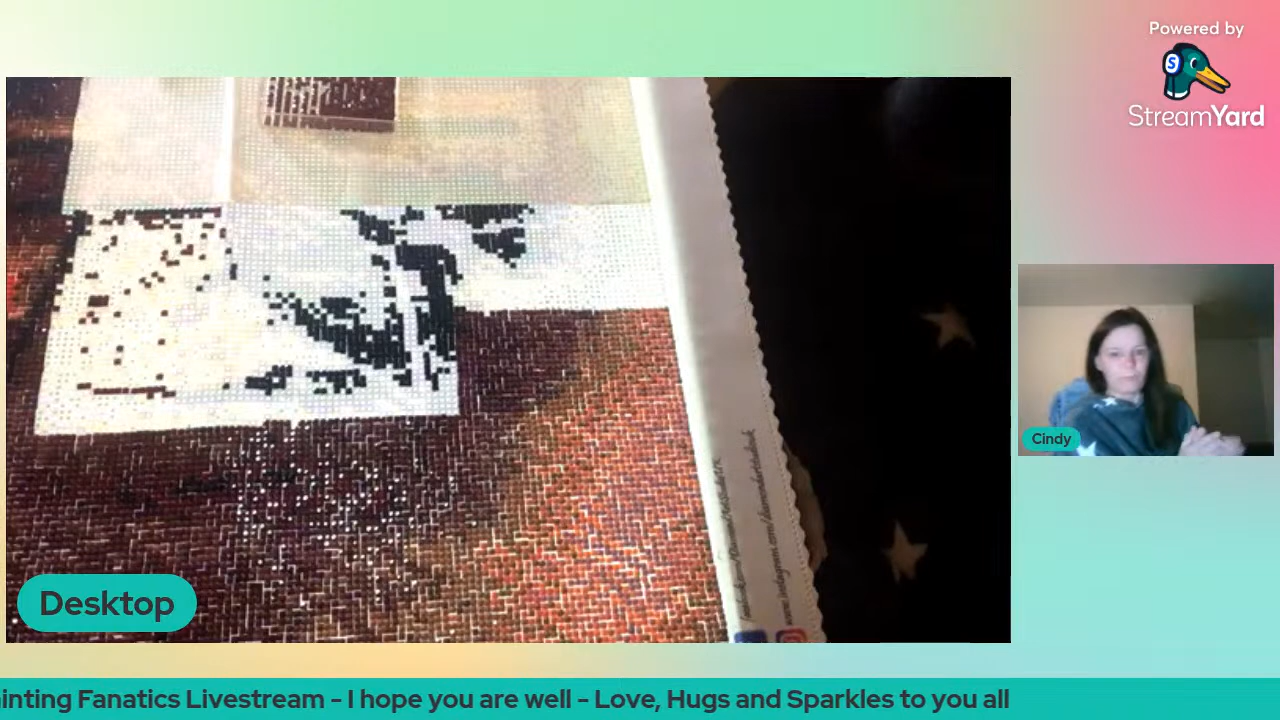 Powered by
StreamYard
S
Cindy
Desktop
inting Fanatics Livestream - I hope you are well - Love, Hugs and Sparkles to you all